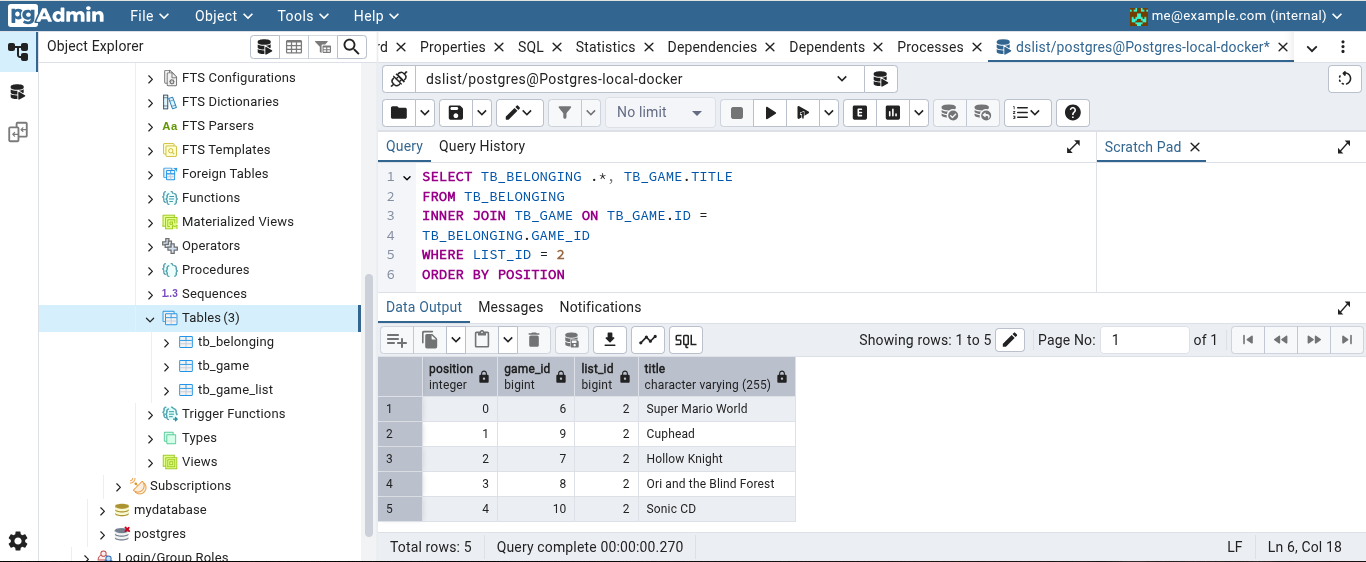 pgAdmin File Object Tools Help me@example.com (internal)
Object Explorer
rd Properties SQL Statistics Dependencies Dependents Processes dslist/postgres@Postgres-local-docker*
FTS Configurations
FTS Dictionaries
Aa FTS Parsers
FTS Templates
Foreign Tables
Functions
Materialized Views
Operators
Procedures
1..3 Sequences
Tables (3)
tb_belonging
tb_game
tb_game_list
Trigger Functions
Types
Views
Subscriptions
mydatabase
postgres
Login/Group Roles
dslist/postgres@Postgres-local-docker
No limit E
Query Query History
Scratch Pad
1 SELECT TB_BELONGING .*, TB_GAME.TITLE
2 FROM TB_BELONGING
3 INNER JOIN TB_GAME ON TB_GAME.ID =
4 TB_BELONGING.GAME_ID
5 WHERE LIST_ID = 2
6 ORDER BY POSITION
Data Output Messages Notifications
SQL Showing rows: 1 to 5 Page No: 1 of 1
position game_id list_id title
integer bigint bigint character varying (255)
1 0 6 2 Super Mario World
2 1 9 2 Cuphead
3 2 7 2 Hollow Knight
4 3 8 2 Ori and the Blind Forest
5 4 10 2 Sonic CD
Total rows: 5 Query complete 00:00:00.270 LF Ln 6, Col 18